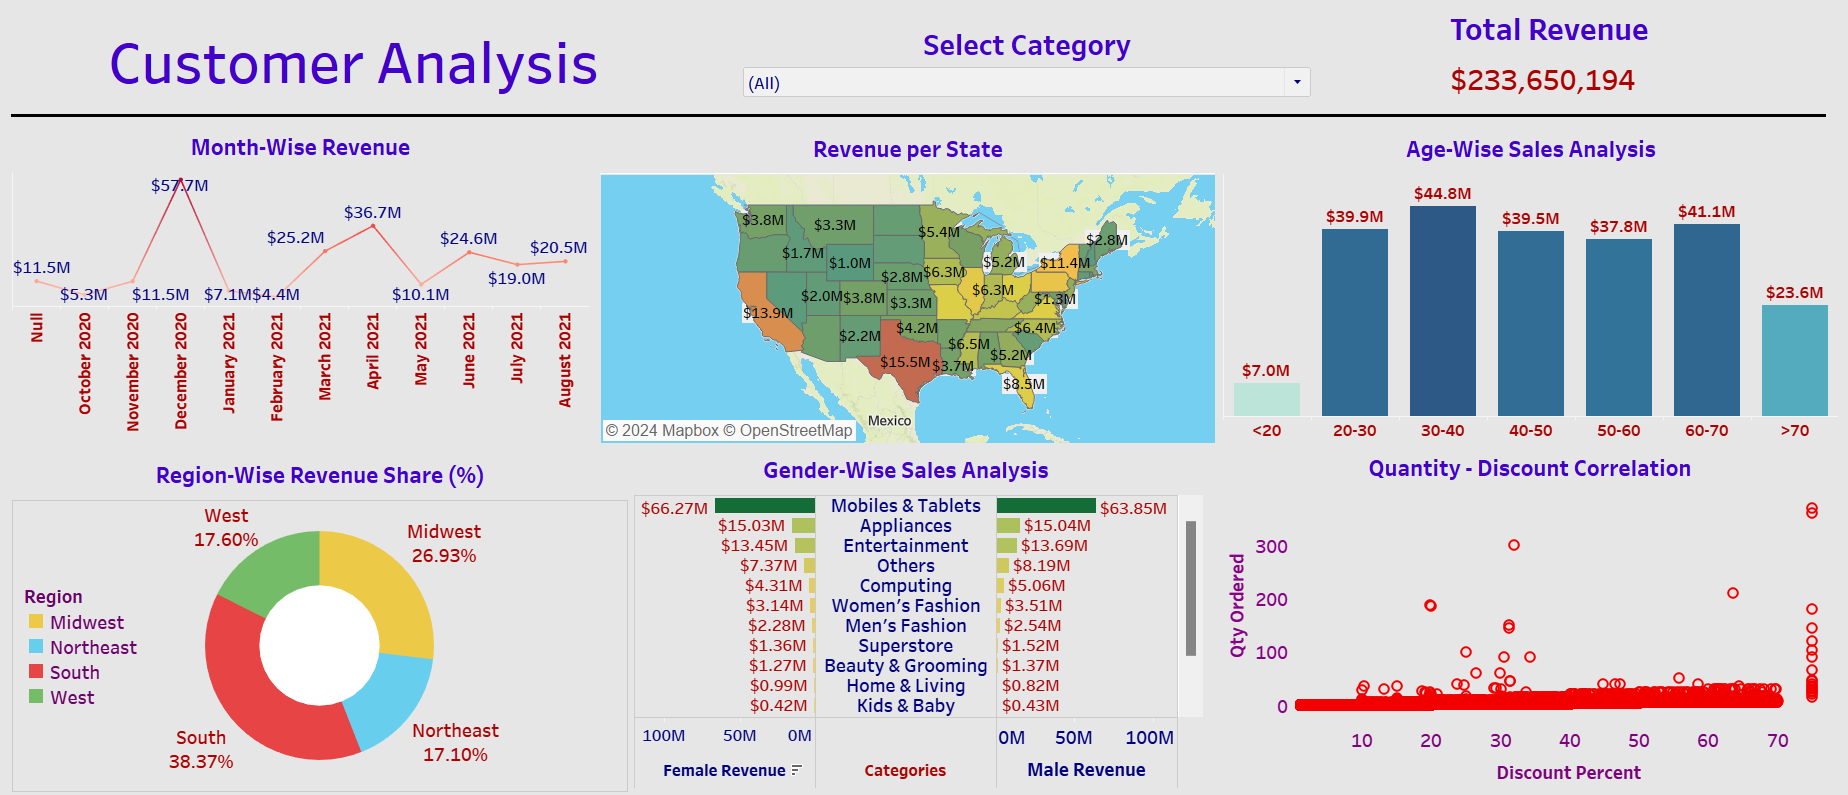 Customer Analysis
Select Category
(All)
Total Revenue
$233,650,194
Month-Wise Revenue
$11.5M
$5.3M
$11.5M
$57.7M
$7.1M
$4.4M
$25.2M
$36.7M
$10.1M
$24.6M
$19.0M
$20.5M
Null
October 2020
November 2020
December 2020
January 2021
February 2021
March 2021
April 2021
May 2021
June 2021
July 2021
August 2021
Revenue per State
$3.8M
$3.3M
$5.4M
$2.8M
$1.7M
$1.0M
$5.2M
$11.4M
$6.3M
$2.8M
$2.0M
$3.8M
$3.3M
$6.3M
$1.3M
$13.9M
$2.2M
$4.2M
$6.4M
$6.5M
$5.2M
$15.5M
$3.7M
$8.5M
Mexico
© 2024 Mapbox © OpenStreetMap
Age-Wise Sales Analysis
$7.0M
$39.9M
$44.8M
$39.5M
$37.8M
$41.1M
$23.6M
<20
20-30
30-40
40-50
50-60
60-70
>70
Region-Wise Revenue Share (%)
West
17.60%
Midwest
26.93%
South
38.37%
Northeast
17.10%
Region
Midwest
Northeast
South
West
Gender-Wise Sales Analysis
$66.27M Mobiles & Tablets $63.85M
$15.03M Appliances $15.04M
$13.45M Entertainment $13.69M
$7.37M Others $8.19M
$4.31M Computing $5.06M
$3.14M Women's Fashion $3.51M
$2.28M Men's Fashion $2.54M
$1.36M Superstore $1.52M
$1.27M Beauty & Grooming $1.37M
$0.99M Home & Living $0.82M
$0.42M Kids & Baby $0.43M
100M 50M 0M 0M 50M 100M
Female Revenue Categories Male Revenue
Quantity - Discount Correlation
Qty Ordered
300
200
100
0
10 20 30 40 50 60 70
Discount Percent